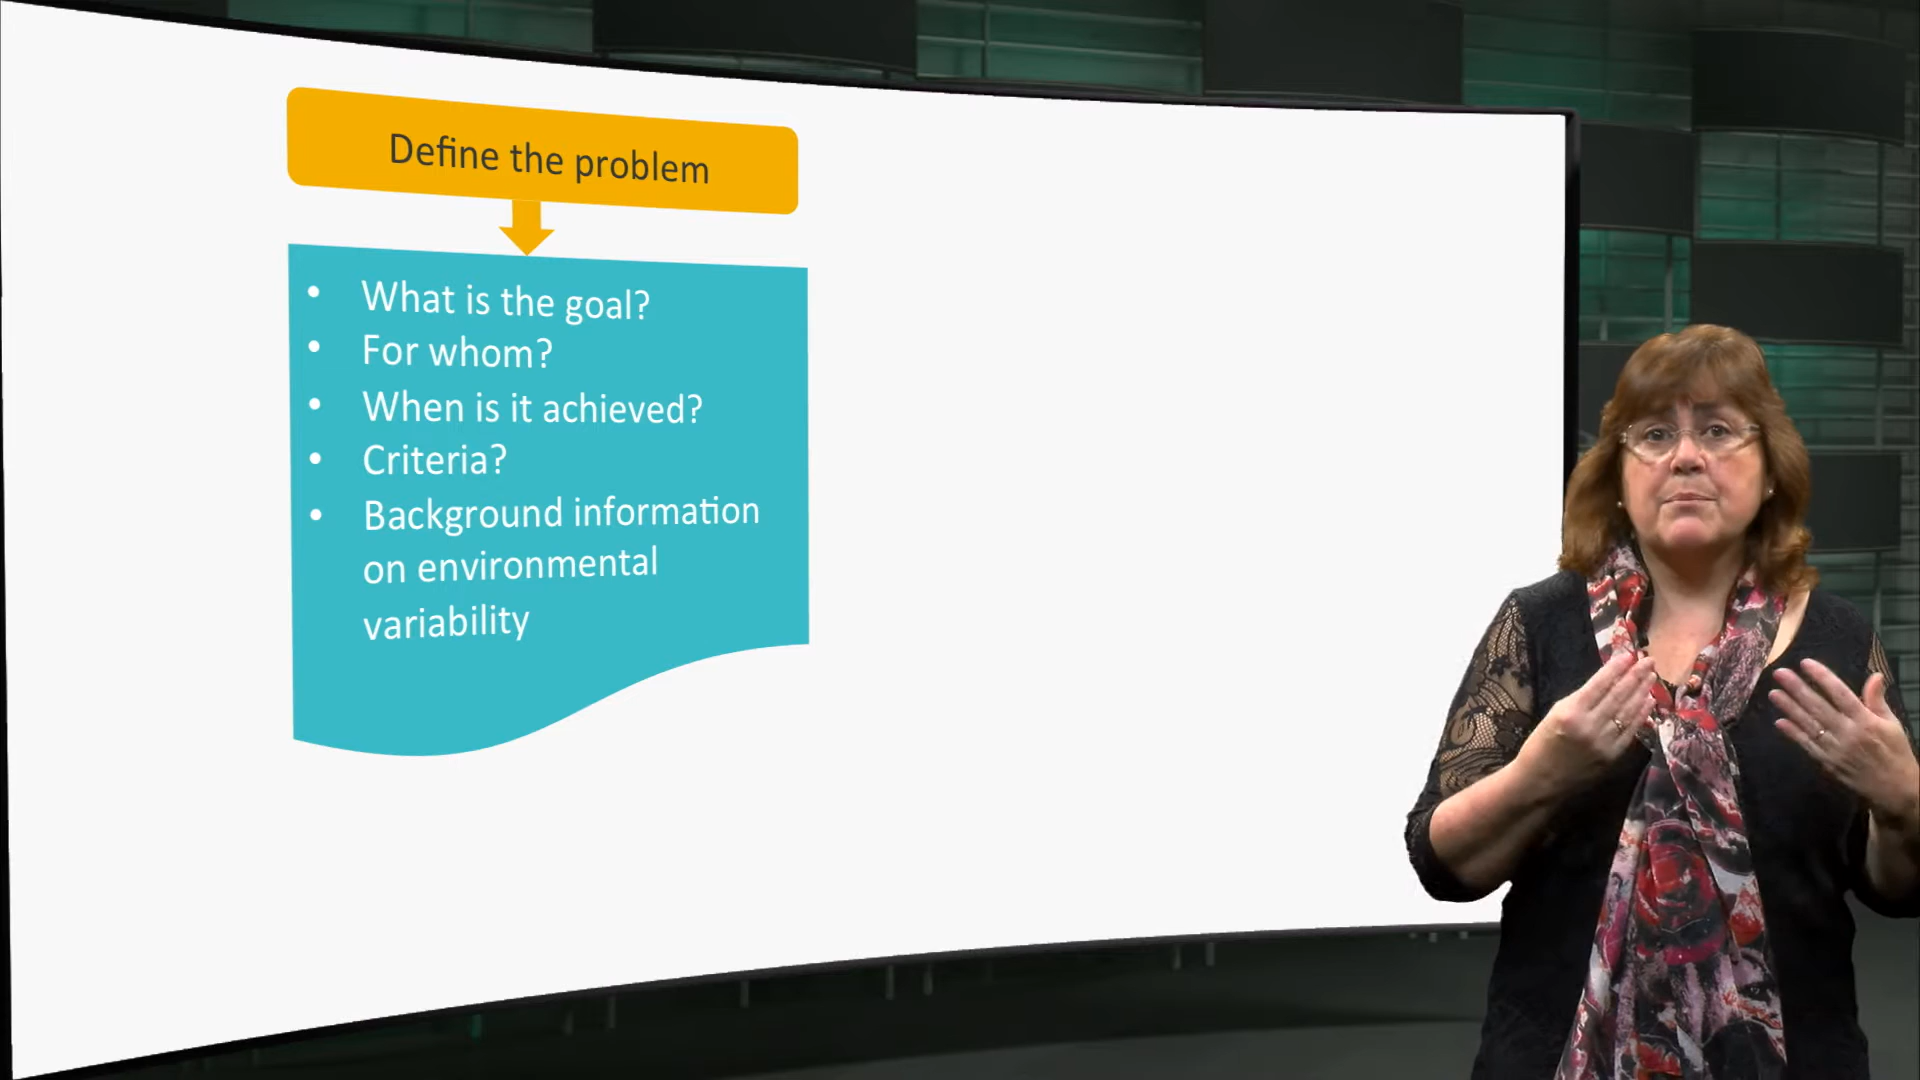 Define the problem
• What is the goal?
• For whom?
• When is it achieved?
• Criteria?
• Background information
on environmental
variability